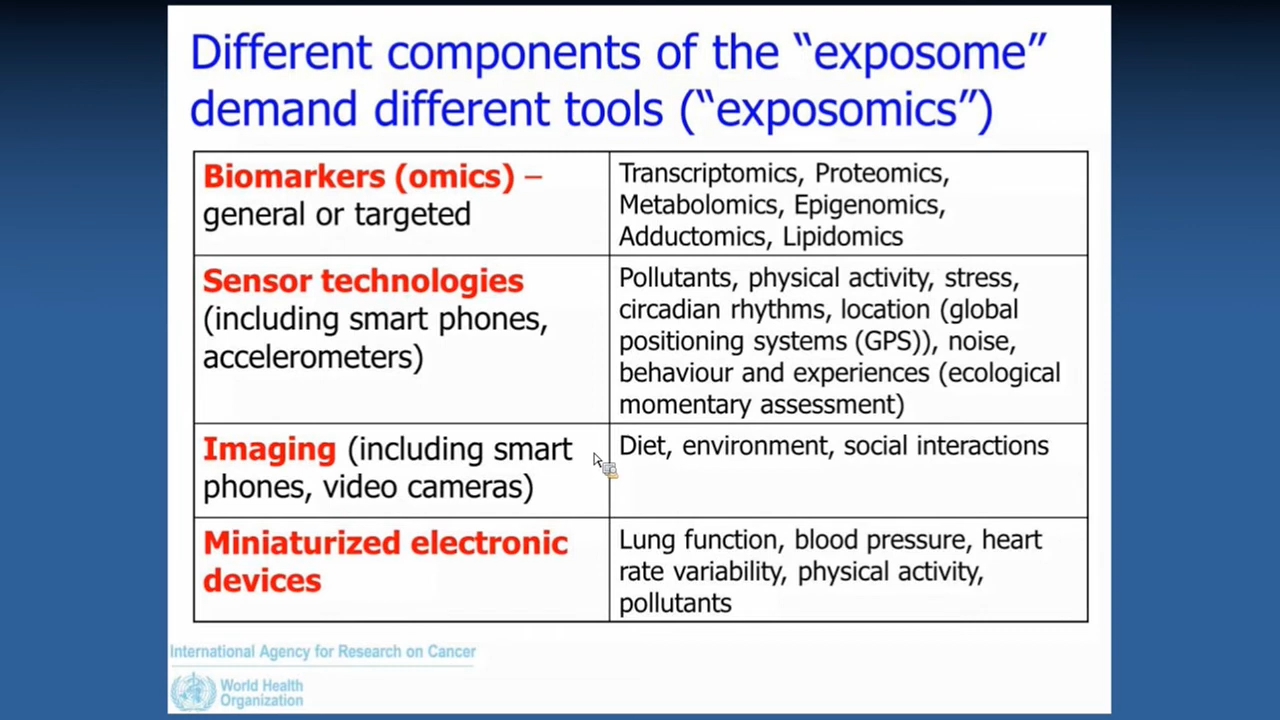 Different components of the “exposome”
demand different tools (“exposomics”)
Biomarkers (omics) –
general or targeted
Transcriptomics, Proteomics,
Metabolomics, Epigenomics,
Adductomics, Lipidomics
Sensor technologies
(including smart phones,
accelerometers)
Pollutants, physical activity, stress,
circadian rhythms, location (global
positioning systems (GPS)), noise,
behaviour and experiences (ecological
momentary assessment)
Imaging (including smart
phones, video cameras)
Diet, environment, social interactions
Miniaturized electronic
devices
Lung function, blood pressure, heart
rate variability, physical activity,
pollutants
International Agency for Research on Cancer
World Health
Organization